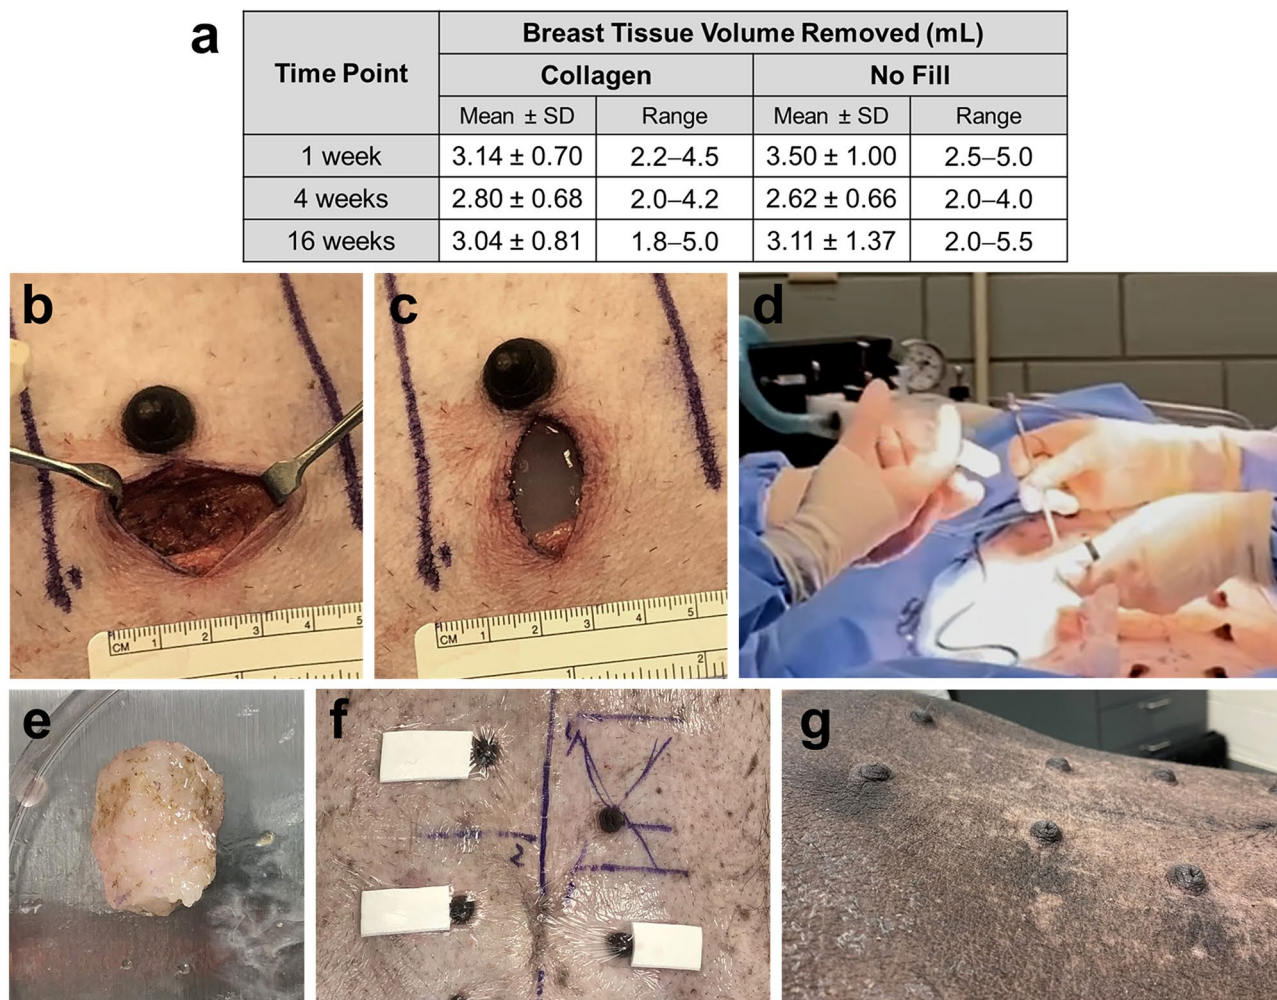 a
Breast Tissue Volume Removed (mL)
Time Point
Collagen
No Fill
Mean ± SD
Range
Mean ± SD
Range
1 week
3.14 ± 0.70
2.2–4.5
3.50 ± 1.00
2.5–5.0
4 weeks
2.80 ± 0.68
2.0–4.2
2.62 ± 0.66
2.0–4.0
16 weeks
3.04 ± 0.81
1.8–5.0
3.11 ± 1.37
2.0–5.5
b
c
d
CM 1 2 3 4 5
CM 1 2 3 4 5
1 2
e
f
g
2